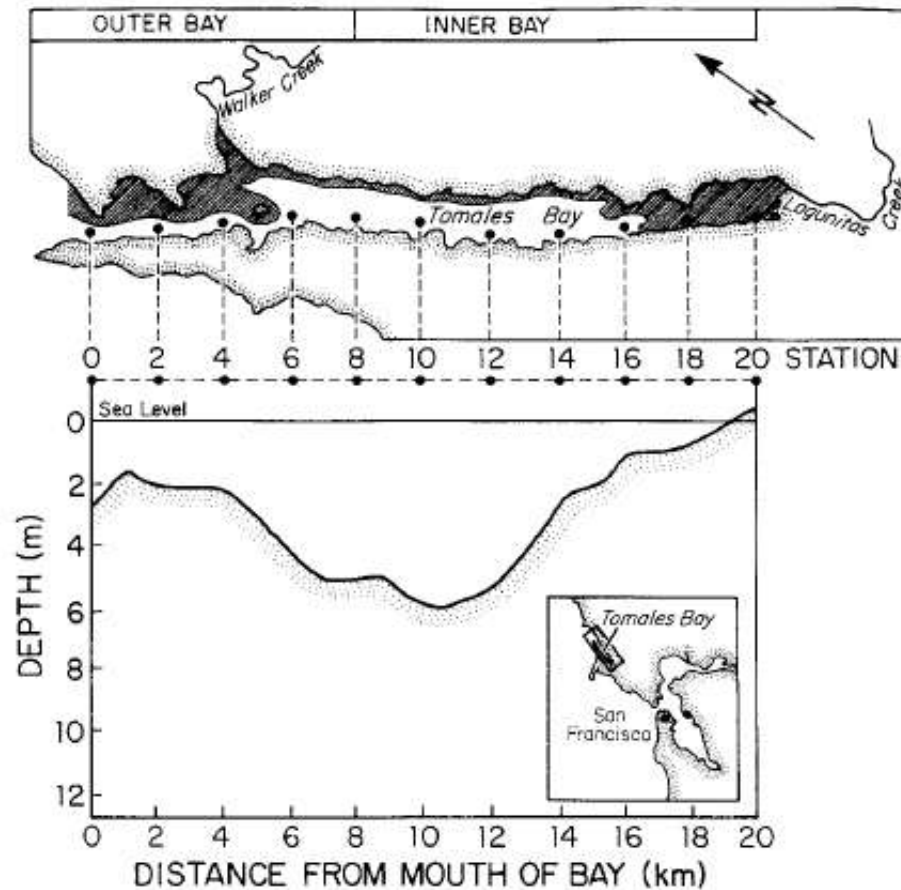 OUTER BAY
INNER BAY
Walker Creek
N
Tomales Bay
Lagunitas Creek
0 2 4 6 8 10 12 14 16 18 20 STATION
Sea Level
0
2
4
6
8
10
12
DEPTH (m)
Tomales Bay
San Francisco
0 2 4 6 8 10 12 14 16 18 20
DISTANCE FROM MOUTH OF BAY (km)